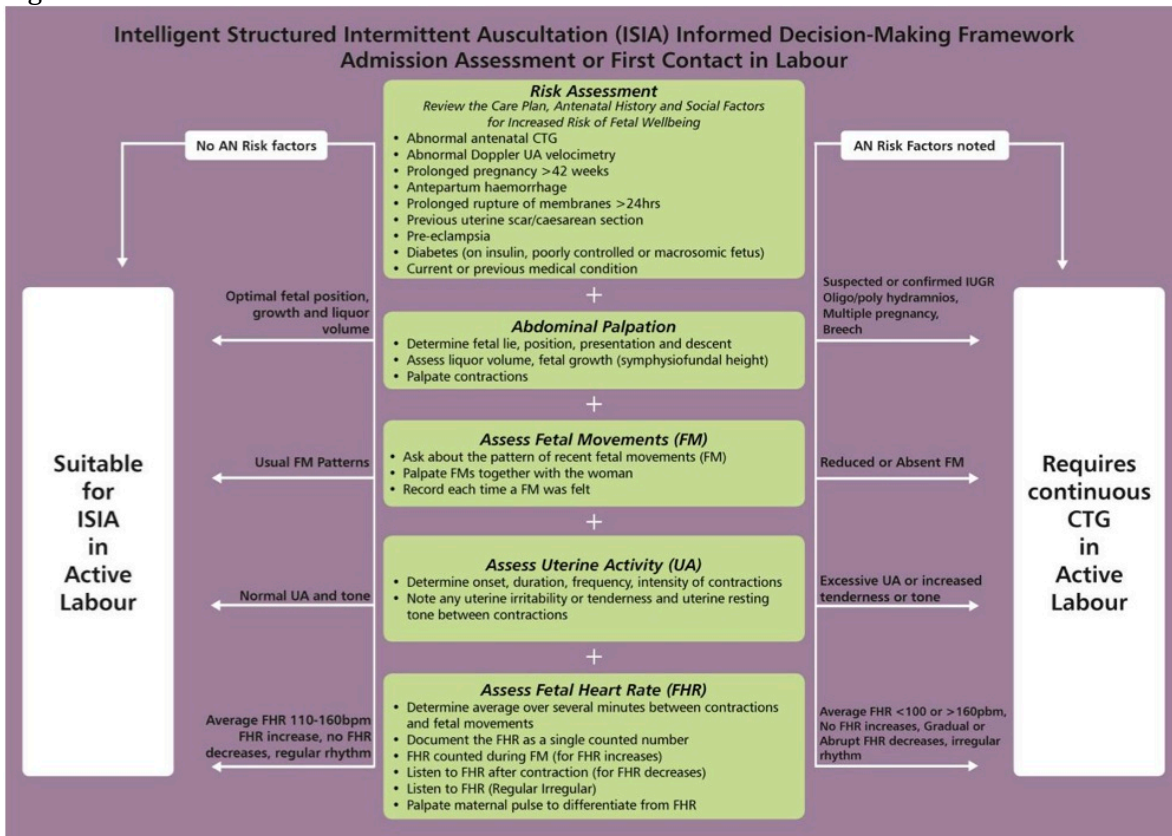 Intelligent Structured Intermittent Auscultation (ISIA) Informed Decision-Making Framework
Admission Assessment or First Contact in Labour
Risk Assessment
Review the Care Plan, Antenatal History and Social Factors
for Increased Risk of Fetal Wellbeing
• Abnormal antenatal CTG
• Abnormal Doppler UA velocimetry
• Prolonged pregnancy >42 weeks
• Antepartum haemorrhage
• Prolonged rupture of membranes >24hrs
• Previous uterine scar/caesarean section
• Pre-eclampsia
• Diabetes (on insulin, poorly controlled or macrosomic fetus)
• Current or previous medical condition
No AN Risk factors
AN Risk Factors noted
+
Optimal fetal position,
growth and liquor
volume
Abdominal Palpation
• Determine fetal lie, position, presentation and descent
• Assess liquor volume, fetal growth (symphysiofundal height)
• Palpate contractions
Suspected or confirmed IUGR
Oligo/poly hydramnios,
Multiple pregnancy,
Breech
+
Usual FM Patterns
Assess Fetal Movements (FM)
• Ask about the pattern of recent fetal movements (FM)
• Palpate FMs together with the woman
• Record each time a FM was felt
Reduced or Absent FM
Suitable
for
ISIA
in
Active
Labour
Requires
continuous
CTG
in
Active
Labour
+
Normal UA and tone
Assess Uterine Activity (UA)
• Determine onset, duration, frequency, intensity of contractions
• Note any uterine irritability or tenderness and uterine resting
tone between contractions
Excessive UA or increased
tenderness or tone
+
Average FHR 110-160bpm
FHR increase, no FHR
decreases, regular rhythm
Assess Fetal Heart Rate (FHR)
• Determine average over several minutes between contractions
and fetal movements
• Document the FHR as a single counted number
• FHR counted during FM (for FHR increases)
• Listen to FHR after contraction (for FHR decreases)
• Listen to FHR (Regular Irregular)
• Palpate maternal pulse to differentiate from FHR
Average FHR <100 or >160pbm,
No FHR increases, Gradual or
Abrupt FHR decreases, irregular
rhythm